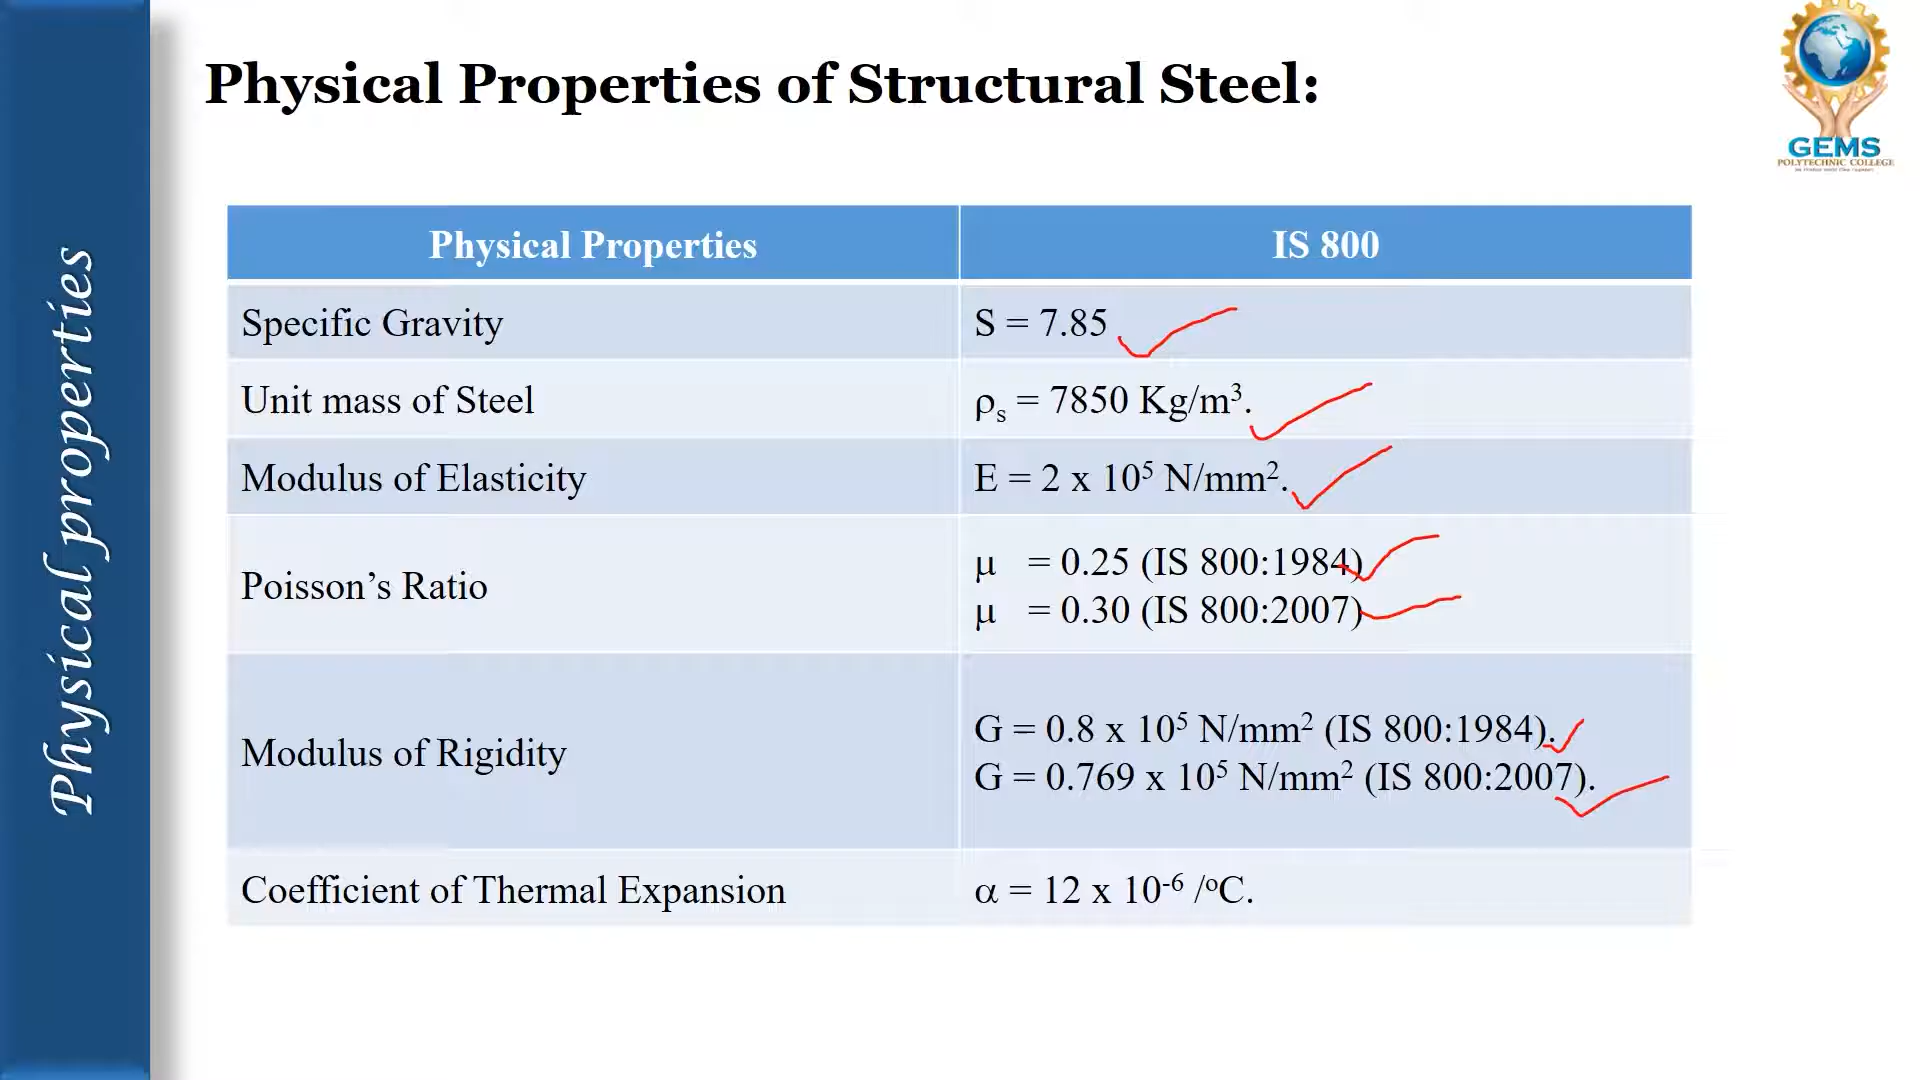 Physical Properties of Structural Steel:
GEMS
POLYTECHNIC COLLEGE
Physical properties
Physical Properties
IS 800
Specific Gravity
S = 7.85
Unit mass of Steel
ρs = 7850 Kg/m³.
Modulus of Elasticity
E = 2 x 10⁵ N/mm².
Poisson’s Ratio
μ = 0.25 (IS 800:1984)
μ = 0.30 (IS 800:2007)
Modulus of Rigidity
G = 0.8 x 10⁵ N/mm² (IS 800:1984).
G = 0.769 x 10⁵ N/mm² (IS 800:2007).
Coefficient of Thermal Expansion
α = 12 x 10⁻⁶ /ᵒC.